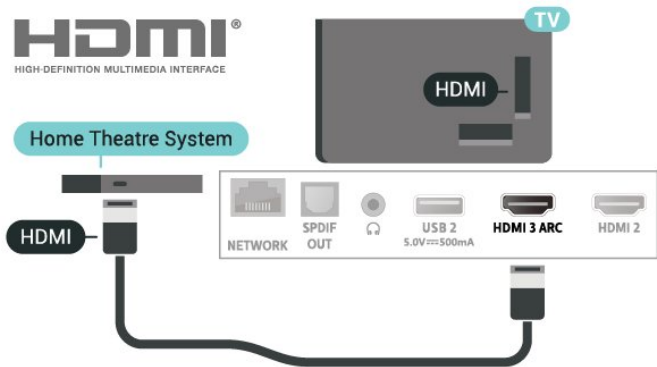 HDMI®
HIGH-DEFINITION MULTIMEDIA INTERFACE
TV
HDMI
Home Theatre System
HDMI
NETWORK
SPDIF
OUT
USB 2
5.0V⎓500mA
HDMI 3 ARC
HDMI 2